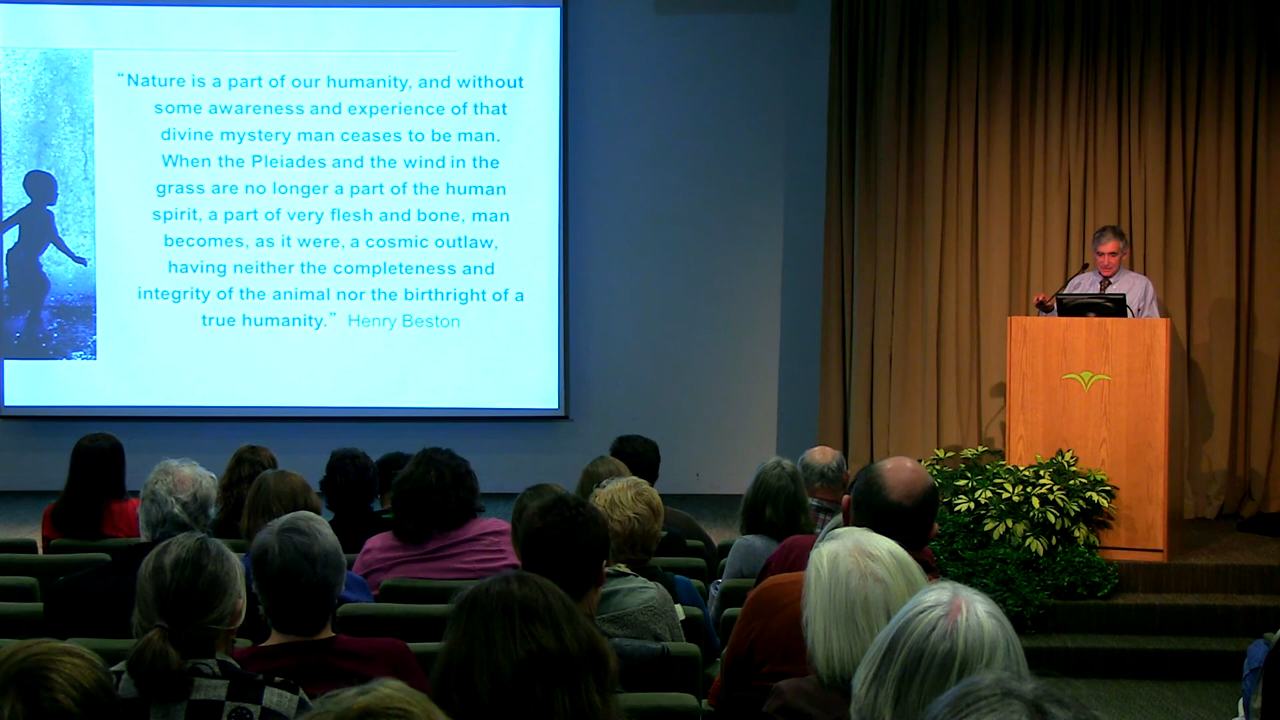 “Nature is a part of our humanity, and without
some awareness and experience of that
divine mystery man ceases to be man.
When the Pleiades and the wind in the
grass are no longer a part of the human
spirit, a part of very flesh and bone, man
becomes, as it were, a cosmic outlaw,
having neither the completeness and
integrity of the animal nor the birthright of a
true humanity.” Henry Beston